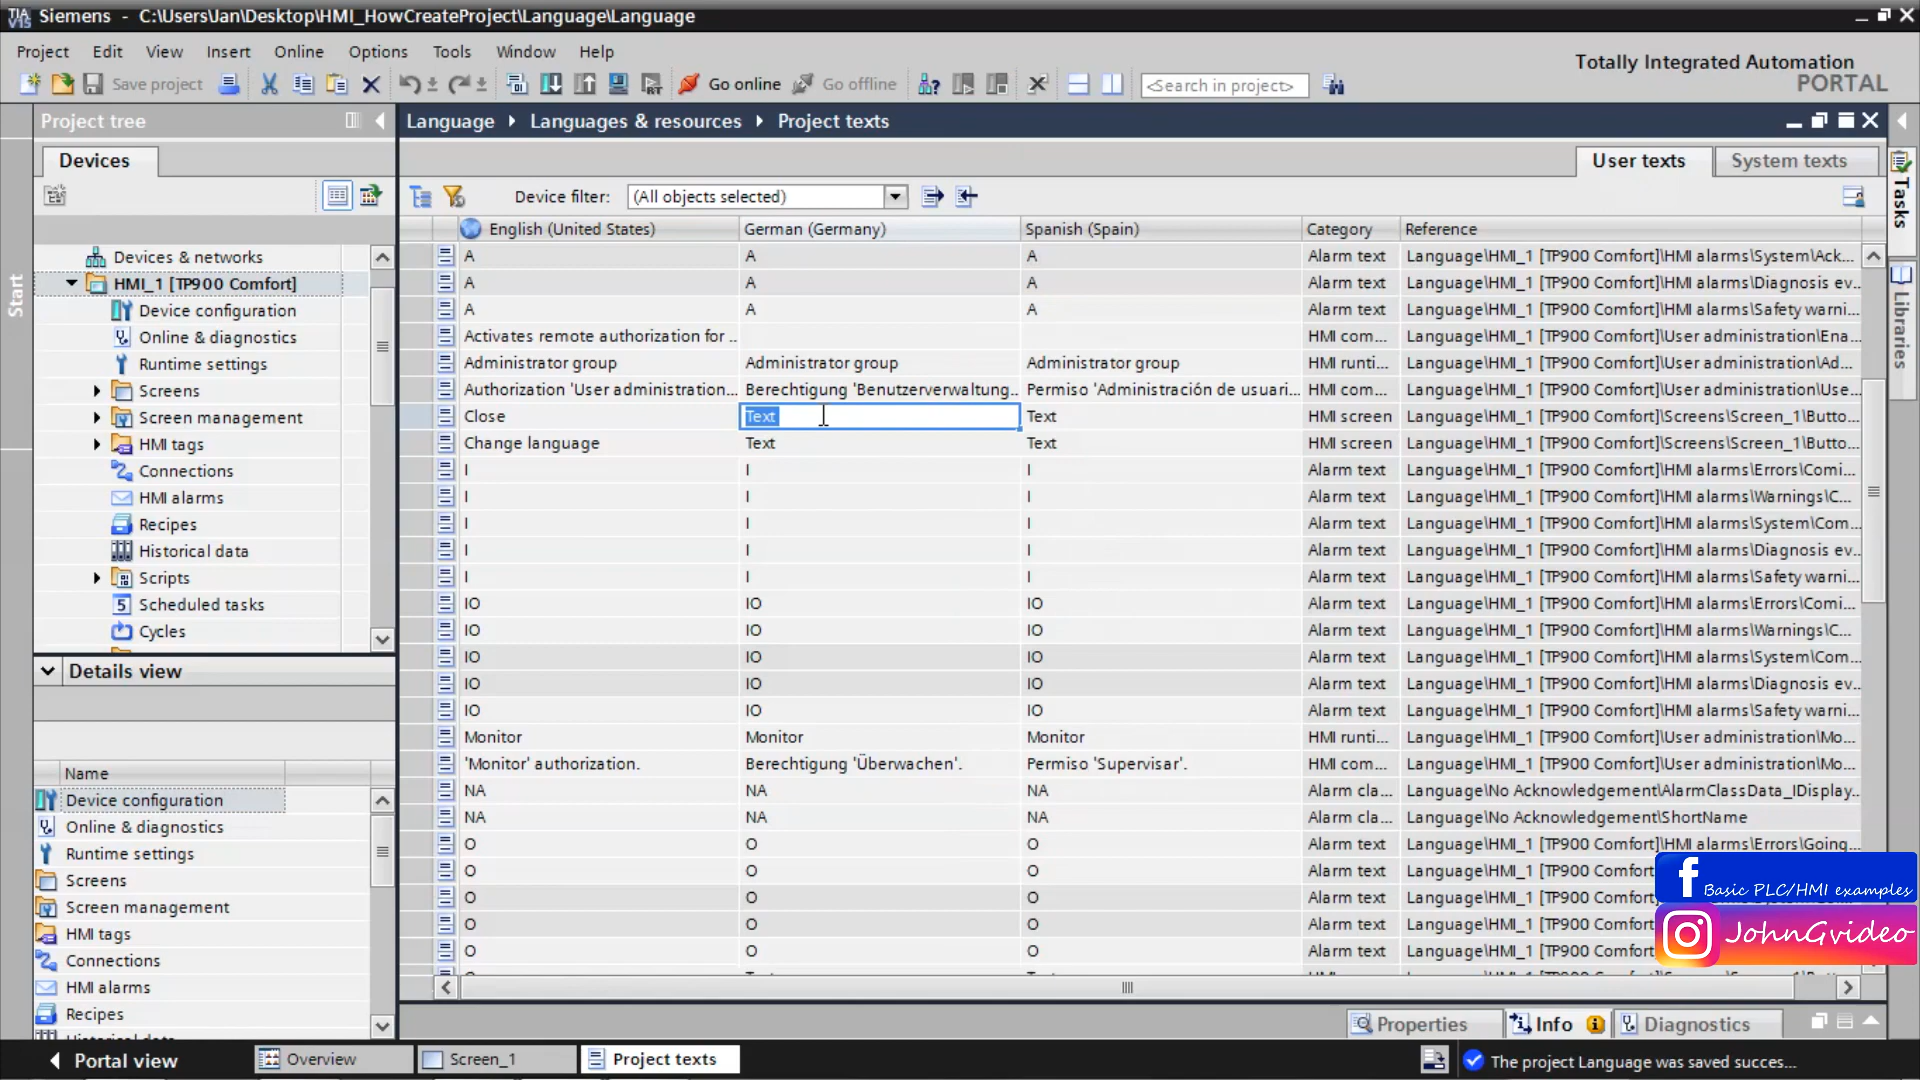 TIA V15 Siemens - C:\Users\Jan\Desktop\HMI_HowCreateProject\Language\Language
Project Edit View Insert Online Options Tools Window Help
Totally Integrated Automation
PORTAL
Save project
Go online
Go offline
<Search in project>
Project tree
Language ▸ Languages & resources ▸ Project texts
Devices
User texts
System texts
Device filter: (All objects selected)
Start
Tasks
Libraries
Devices & networks
HMI_1 [TP900 Comfort]
Device configuration
Online & diagnostics
Runtime settings
Screens
Screen management
HMI tags
Connections
HMI alarms
Recipes
Historical data
Scripts
Scheduled tasks
Cycles
Details view
Name
Device configuration
Online & diagnostics
Runtime settings
Screens
Screen management
HMI tags
Connections
HMI alarms
Recipes
English (United States) German (Germany) Spanish (Spain) Category Reference
A A A Alarm text Language\HMI_1 [TP900 Comfort]\HMI alarms\System\Ack...
A A A Alarm text Language\HMI_1 [TP900 Comfort]\HMI alarms\Diagnosis ev...
A A A Alarm text Language\HMI_1 [TP900 Comfort]\HMI alarms\Safety warni...
Activates remote authorization for ... HMI com... Language\HMI_1 [TP900 Comfort]\User administration\Ena...
Administrator group Administrator group Administrator group HMI runti... Language\HMI_1 [TP900 Comfort]\User administration\Ad...
Authorization 'User administration... Berechtigung 'Benutzerverwaltung... Permiso 'Administración de usuari... HMI com... Language\HMI_1 [TP900 Comfort]\User administration\Use...
Close Text Text HMI screen Language\HMI_1 [TP900 Comfort]\Screens\Screen_1\Butto...
Change language Text Text HMI screen Language\HMI_1 [TP900 Comfort]\Screens\Screen_1\Butto...
I I I Alarm text Language\HMI_1 [TP900 Comfort]\HMI alarms\Errors\Comi...
I I I Alarm text Language\HMI_1 [TP900 Comfort]\HMI alarms\Warnings\C...
I I I Alarm text Language\HMI_1 [TP900 Comfort]\HMI alarms\System\Com...
I I I Alarm text Language\HMI_1 [TP900 Comfort]\HMI alarms\Diagnosis ev...
I I I Alarm text Language\HMI_1 [TP900 Comfort]\HMI alarms\Safety warni...
IO IO IO Alarm text Language\HMI_1 [TP900 Comfort]\HMI alarms\Errors\Comi...
IO IO IO Alarm text Language\HMI_1 [TP900 Comfort]\HMI alarms\Warnings\C...
IO IO IO Alarm text Language\HMI_1 [TP900 Comfort]\HMI alarms\System\Com...
IO IO IO Alarm text Language\HMI_1 [TP900 Comfort]\HMI alarms\Diagnosis ev...
IO IO IO Alarm text Language\HMI_1 [TP900 Comfort]\HMI alarms\Safety warni...
Monitor Monitor Monitor HMI runti... Language\HMI_1 [TP900 Comfort]\User administration\Mo...
'Monitor' authorization. Berechtigung 'Überwachen'. Permiso 'Supervisar'. HMI com... Language\HMI_1 [TP900 Comfort]\User administration\Mo...
NA NA NA Alarm cla... Language\No Acknowledgement\AlarmClassData_IDisplay...
NA NA NA Alarm cla... Language\No Acknowledgement\ShortName
O O O Alarm text Language\HMI_1 [TP900 Comfort]\HMI alarms\Errors\Going...
O O O Alarm text Language\HMI_1 [TP900 Comfort]
O O O Alarm text Language\HMI_1 [TP900 Comfort]
O O O Alarm text Language\HMI_1 [TP900 Comfort]
O O O Alarm text Language\HMI_1 [TP900 Comfort]
f Basic PLC/HMI examples
JohnGvideo
Properties
Info
Diagnostics
Portal view
Overview
Screen_1
Project texts
The project Language was saved succes...